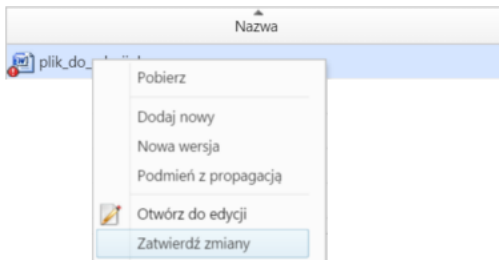 Nazwa
plik_do_
Pobierz
Dodaj nowy
Nowa wersja
Podmień z propagacją
Otwórz do edycji
Zatwierdź zmiany